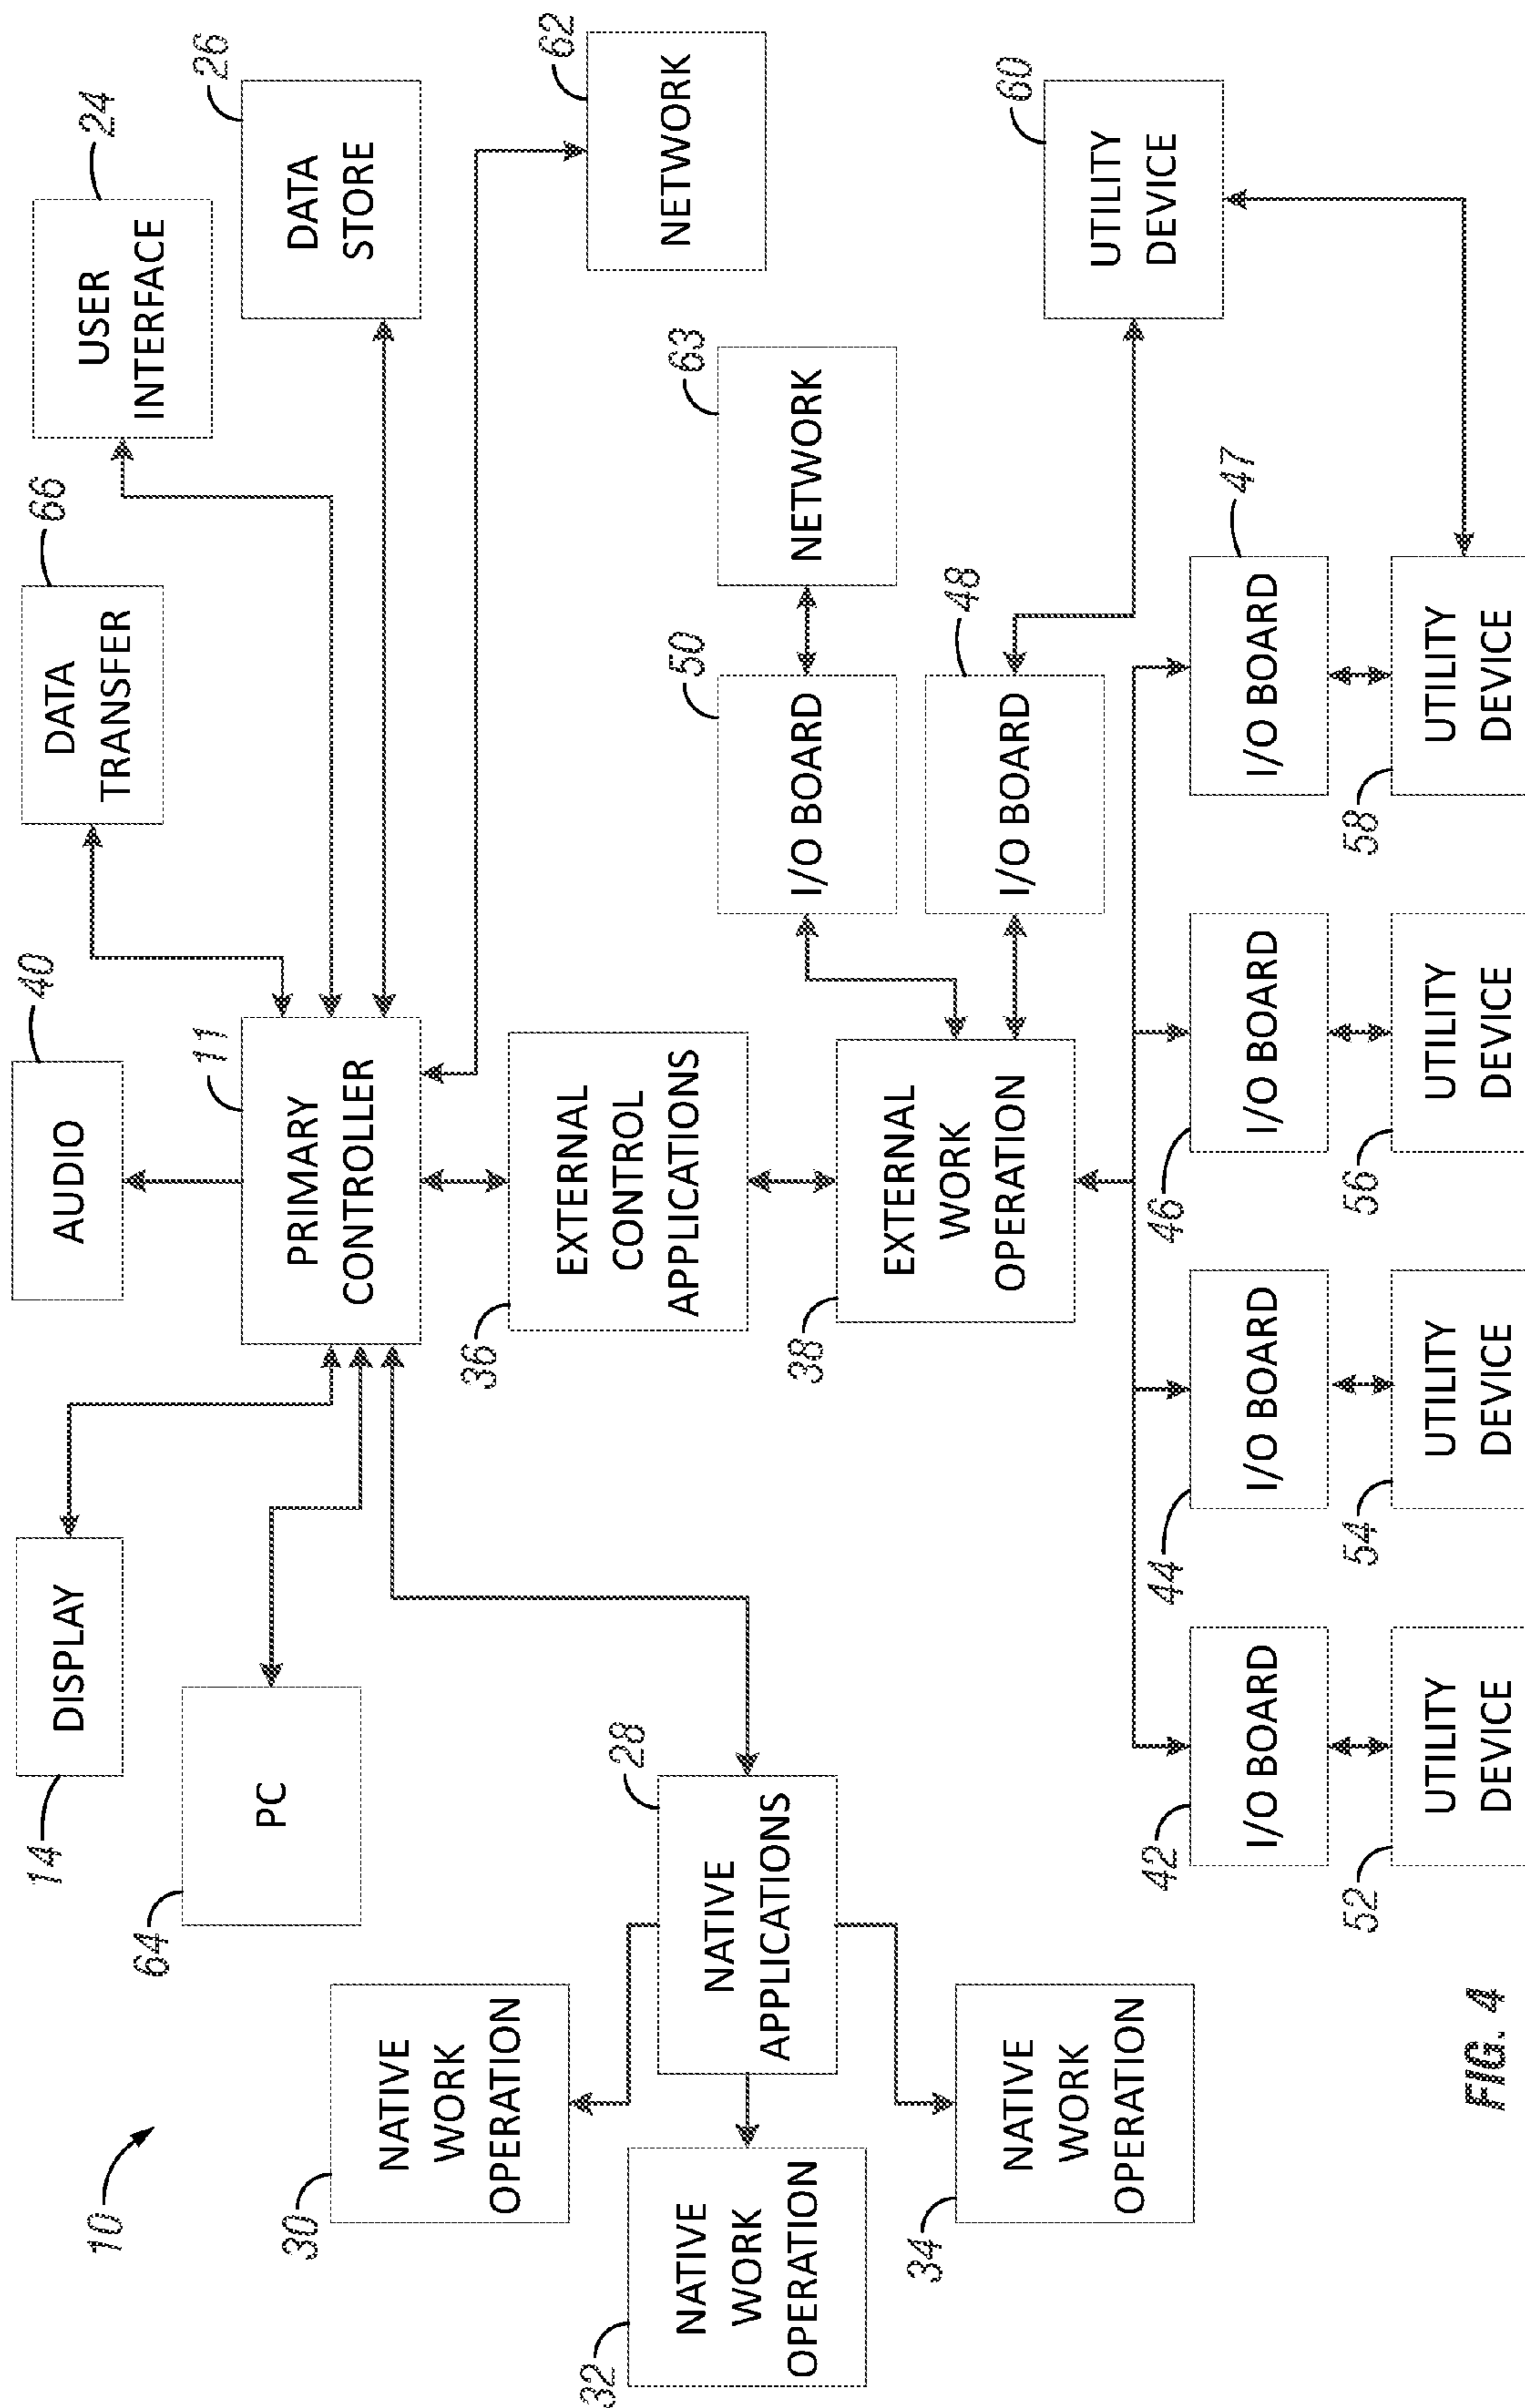 10
14
DISPLAY
40
AUDIO
66
DATA
TRANSFER
24
USER
INTERFACE
64
PC
11
PRIMARY
CONTROLLER
26
DATA
STORE
30
NATIVE
WORK
OPERATION
36
EXTERNAL
CONTROL
APPLICATIONS
62
NETWORK
32
NATIVE
WORK
OPERATION
28
NATIVE
APPLICATIONS
50
I/O BOARD
63
NETWORK
38
EXTERNAL
WORK
OPERATION
48
I/O BOARD
60
UTILITY
DEVICE
34
NATIVE
WORK
OPERATION
42
I/O BOARD
44
I/O BOARD
46
I/O BOARD
47
I/O BOARD
52
UTILITY
DEVICE
54
UTILITY
DEVICE
56
UTILITY
DEVICE
58
UTILITY
DEVICE
FIG. 4